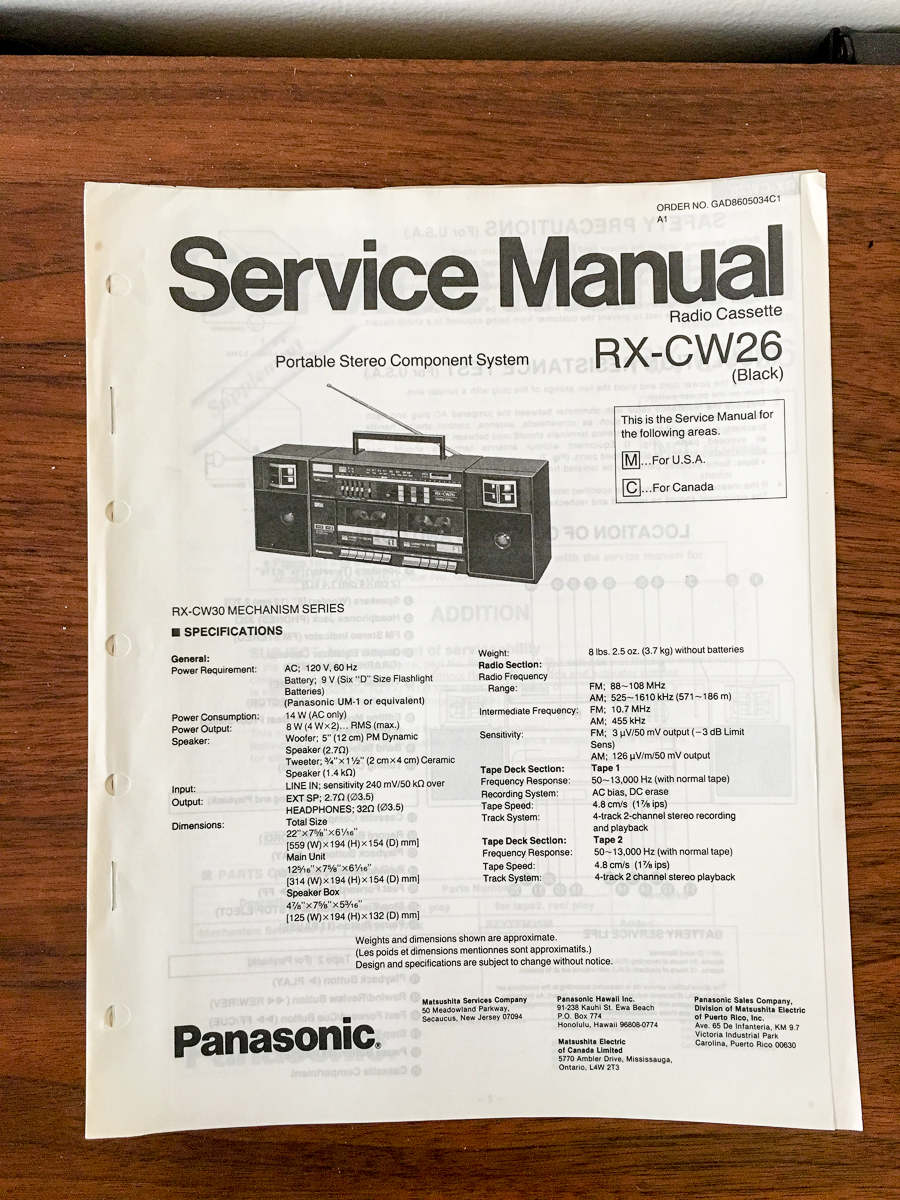 ORDER NO. GAD8605034C1
A1
Service Manual
Radio Cassette
RX-CW26
(Black)
Portable Stereo Component System
This is the Service Manual for
the following areas.
M...For U.S.A.
C...For Canada
RX-CW30 MECHANISM SERIES
■ SPECIFICATIONS
General:
Power Requirement: AC; 120 V, 60 Hz
Battery; 9 V (Six "D" Size Flashlight
Batteries)
(Panasonic UM-1 or equivalent)
Power Consumption: 14 W (AC only)
Power Output: 8 W (4 W×2)... RMS (max.)
Speaker: Woofer; 5" (12 cm) PM Dynamic
Speaker (2.7Ω)
Tweeter; ¾"×1½" (2 cm×4 cm) Ceramic
Speaker (1.4 kΩ)
Input: LINE IN; sensitivity 240 mV/50 kΩ over
Output: EXT SP; 2.7Ω (∅3.5)
HEADPHONES; 32Ω (∅3.5)
Dimensions: Total Size
22"×7⅝"×6 1/16"
[559 (W)×194 (H)×154 (D) mm]
Main Unit
12 5/16"×7⅝"×6 1/16"
[314 (W)×194 (H)×154 (D) mm]
Speaker Box
4⅞"×7⅝"×5 3/16"
[125 (W)×194 (H)×132 (D) mm]
Weight: 8 lbs. 2.5 oz. (3.7 kg) without batteries
Radio Section:
Radio Frequency
Range: FM; 88~108 MHz
AM; 525~1610 kHz (571~186 m)
Intermediate Frequency: FM; 10.7 MHz
AM; 455 kHz
Sensitivity: FM; 3 μV/50 mV output (−3 dB Limit
Sens)
AM; 126 μV/m/50 mV output
Tape Deck Section: Tape 1
Frequency Response: 50~13,000 Hz (with normal tape)
Recording System: AC bias, DC erase
Tape Speed: 4.8 cm/s (1⅞ ips)
Track System: 4-track 2-channel stereo recording
and playback
Tape Deck Section: Tape 2
Frequency Response: 50~13,000 Hz (with normal tape)
Tape Speed: 4.8 cm/s (1⅞ ips)
Track System: 4-track 2 channel stereo playback
Weights and dimensions shown are approximate.
(Les poids et dimensions mentionnes sont approximatifs.)
Design and specifications are subject to change without notice.
Panasonic®
Matsushita Services Company
50 Meadowland Parkway,
Secaucus, New Jersey 07094
Panasonic Hawaii Inc.
91-238 Kauhi St. Ewa Beach
P.O. Box 774
Honolulu, Hawaii 96808-0774
Matsushita Electric
of Canada Limited
5770 Ambler Drive, Mississauga,
Ontario, L4W 2T3
Panasonic Sales Company,
Division of Matsushita Electric
of Puerto Rico, Inc.
Ave. 65 De Infanteria, KM 9.7
Victoria Industrial Park
Carolina, Puerto Rico 00630